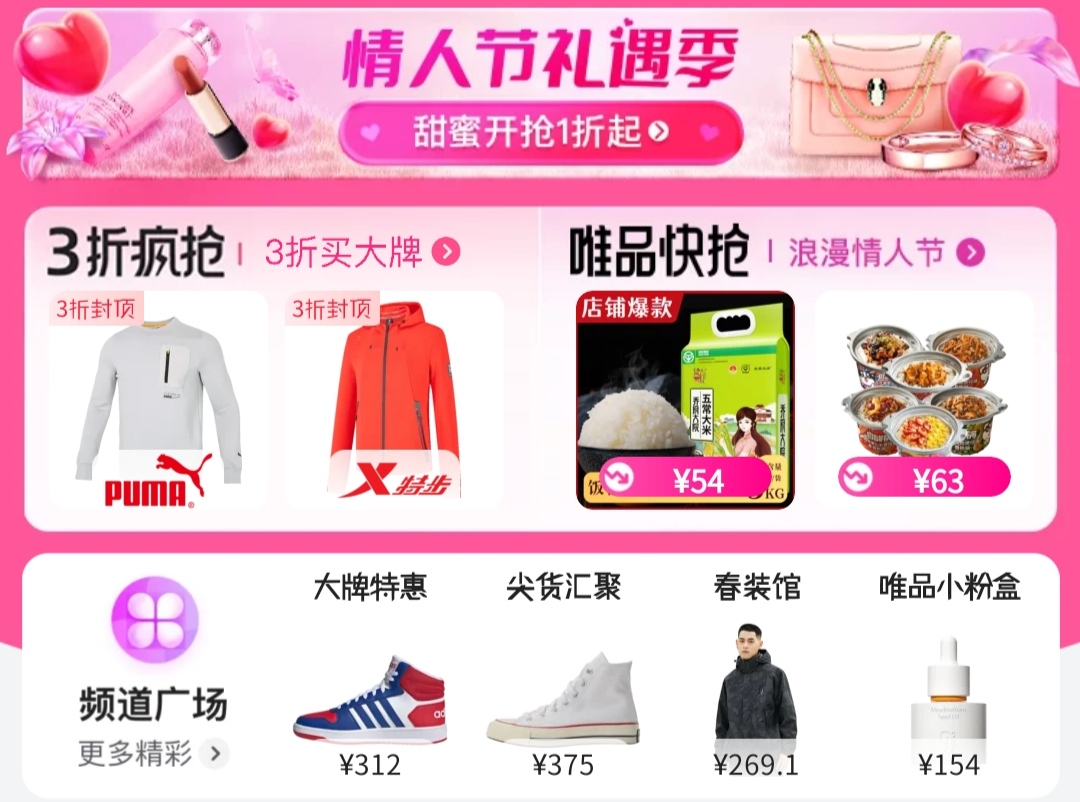 情人节礼遇季
甜蜜开抢1折起
3折疯抢
3折买大牌
唯品快抢
浪漫情人节
3折封顶
PUMA
3折封顶
特步
店铺爆款
五常大米
¥54
¥63
频道广场
更多精彩
大牌特惠
¥312
尖货汇聚
¥375
春装馆
¥269.1
唯品小粉盒
¥154